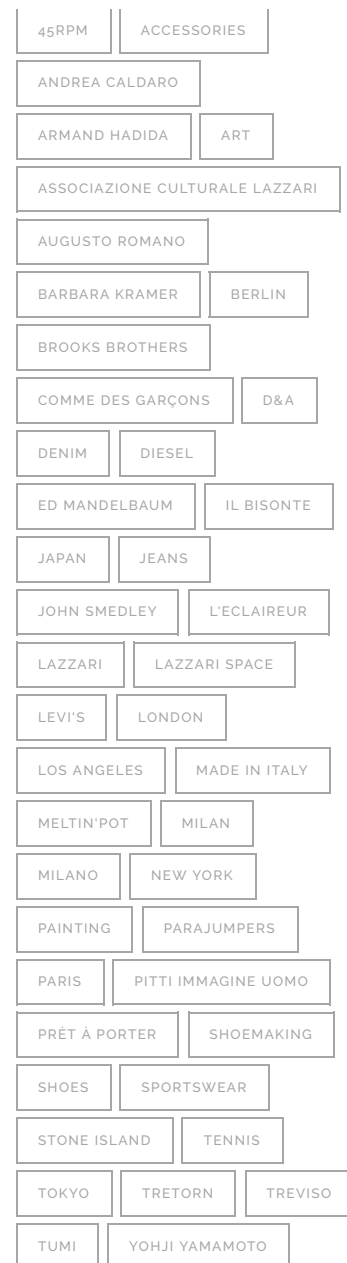 45RPM ACCESSORIES
ANDREA CALDARO
ARMAND HADIDA ART
ASSOCIAZIONE CULTURALE LAZZARI
AUGUSTO ROMANO
BARBARA KRAMER BERLIN
BROOKS BROTHERS
COMME DES GARÇONS D&A
DENIM DIESEL
ED MANDELBAUM IL BISONTE
JAPAN JEANS
JOHN SMEDLEY L'ECLAIREUR
LAZZARI LAZZARI SPACE
LEVI'S LONDON
LOS ANGELES MADE IN ITALY
MELTIN'POT MILAN
MILANO NEW YORK
PAINTING PARAJUMPERS
PARIS PITTI IMMAGINE UOMO
PRÈT À PORTER SHOEMAKING
SHOES SPORTSWEAR
STONE ISLAND TENNIS
TOKYO TRETORN TREVISO
TUMI YOHJI YAMAMOTO